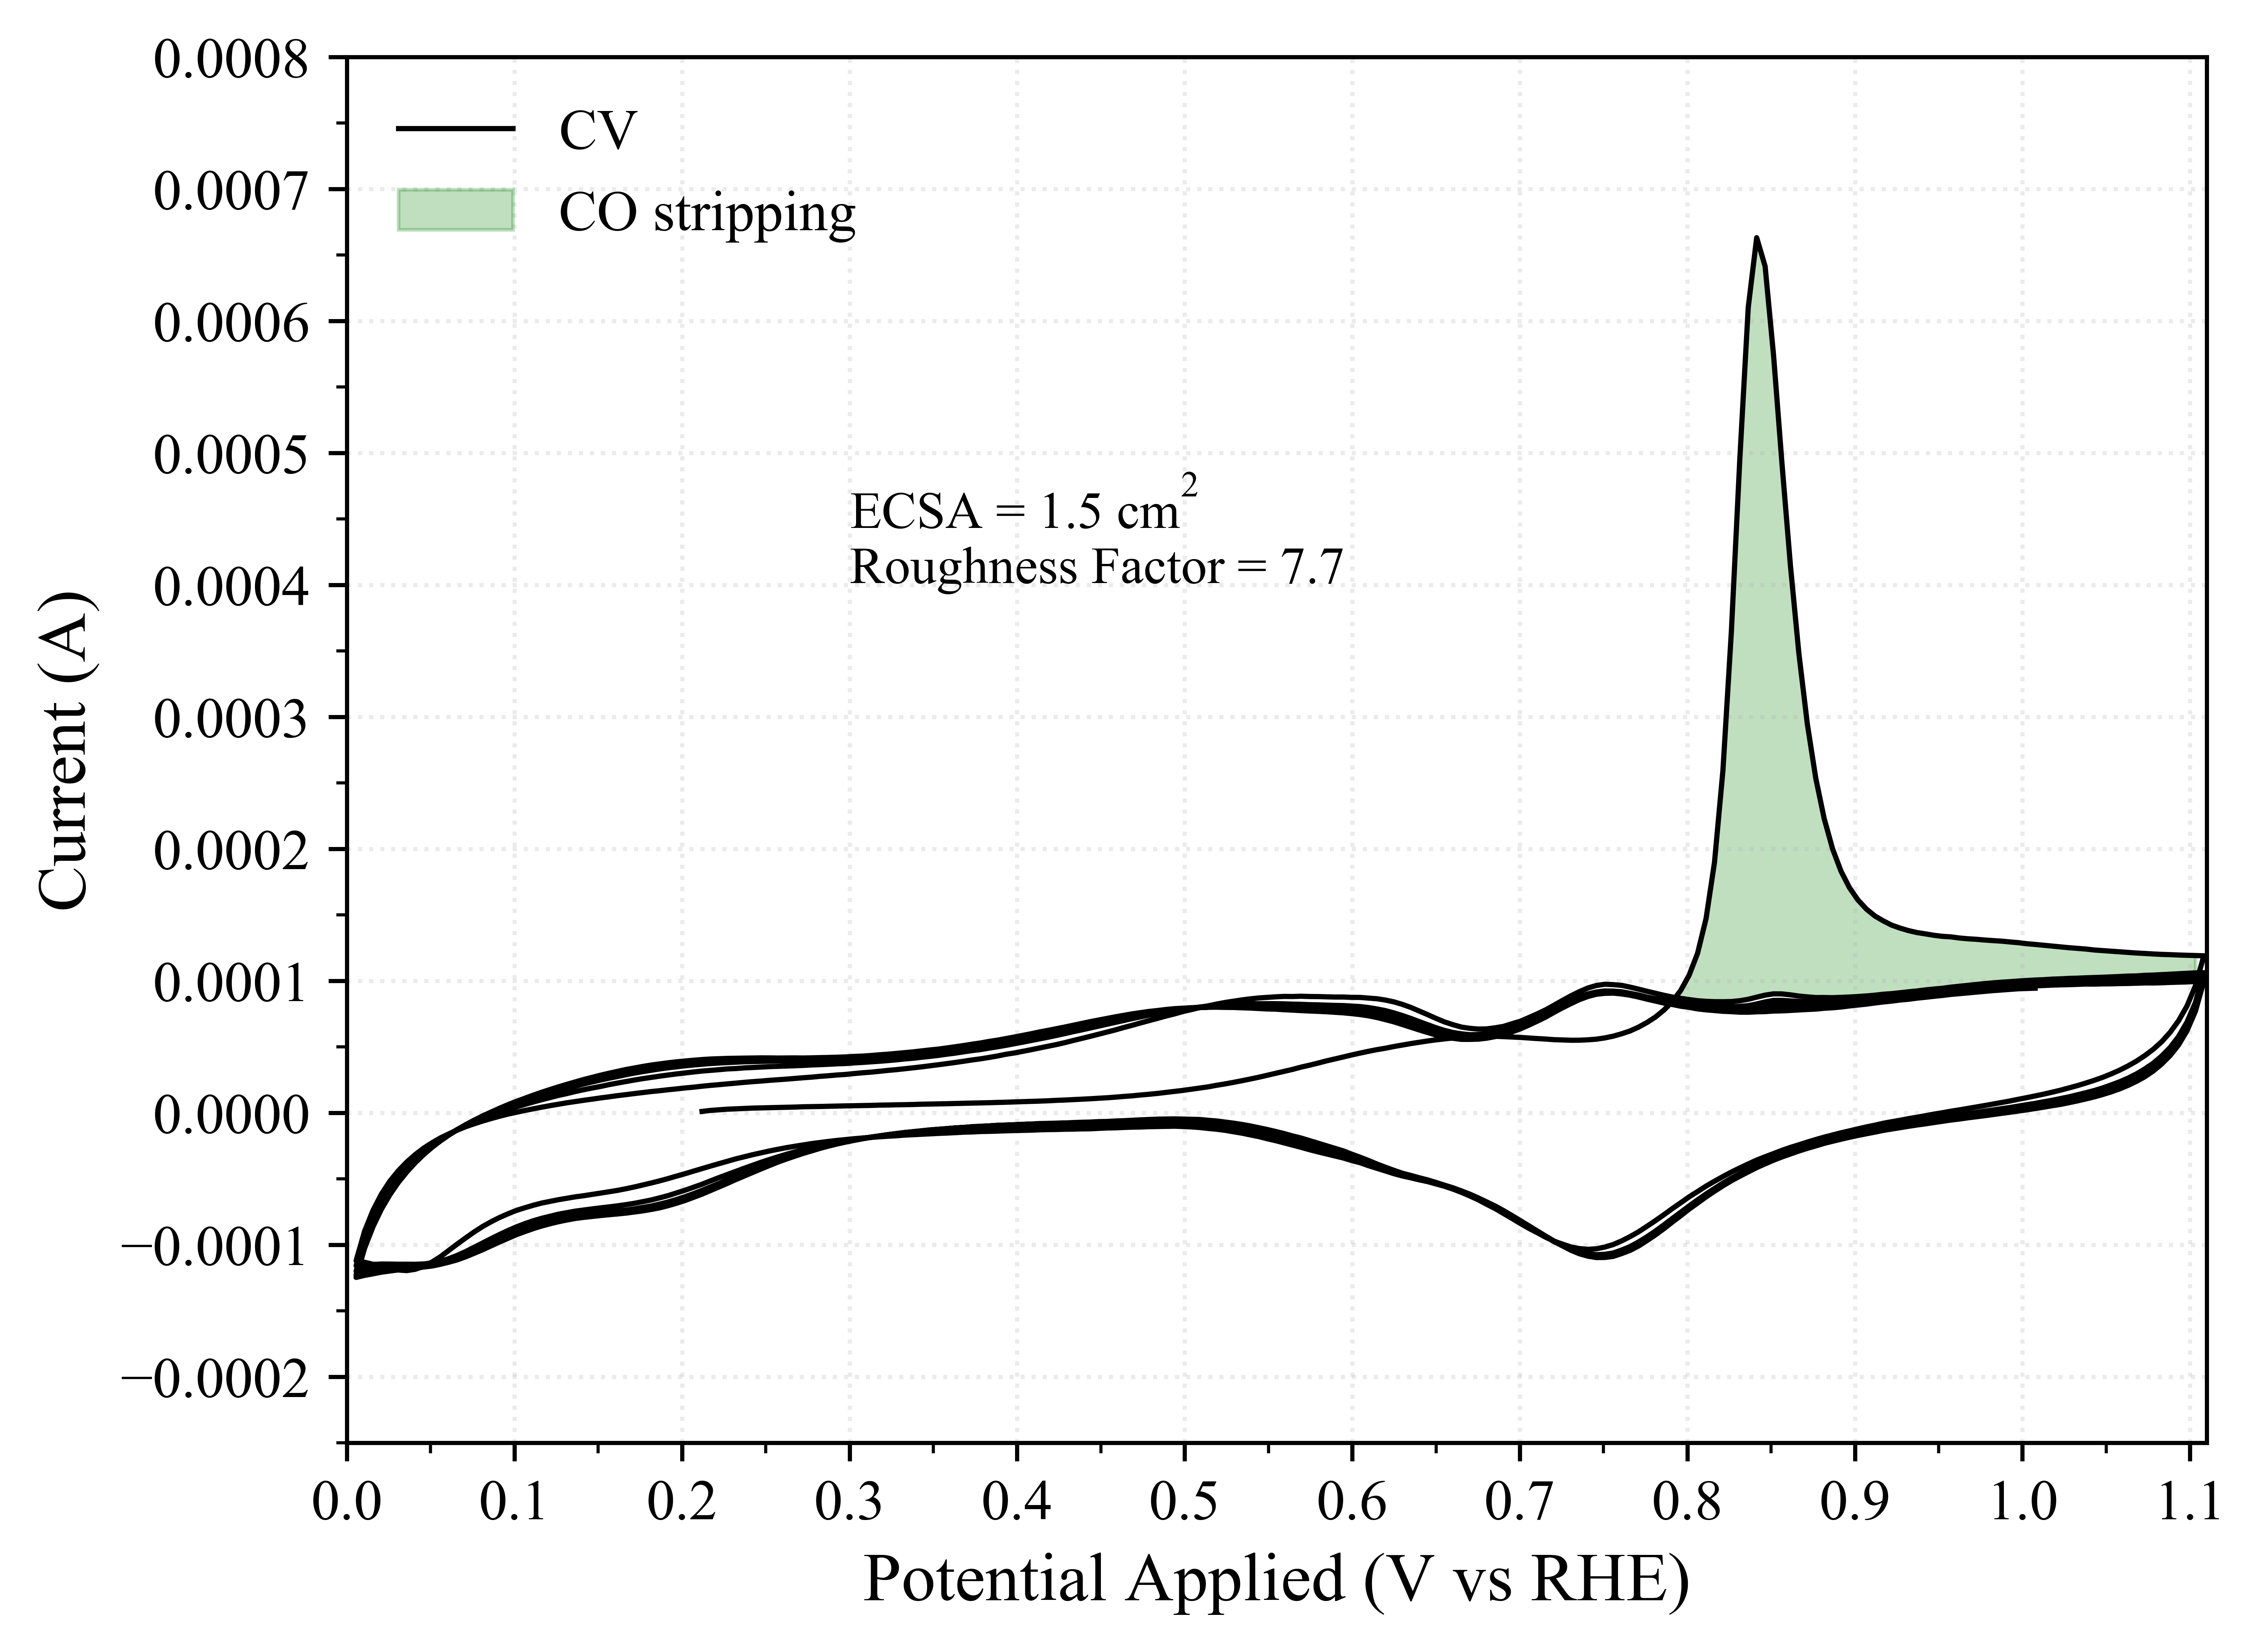 0.0008
0.0007
0.0006
0.0005
0.0004
0.0003
0.0002
0.0001
0.0000
−0.0001
−0.0002
Current (A)
CV
CO stripping
ECSA = 1.5 cm²
Roughness Factor = 7.7
0.0 0.1 0.2 0.3 0.4 0.5 0.6 0.7 0.8 0.9 1.0 1.1
Potential Applied (V vs RHE)